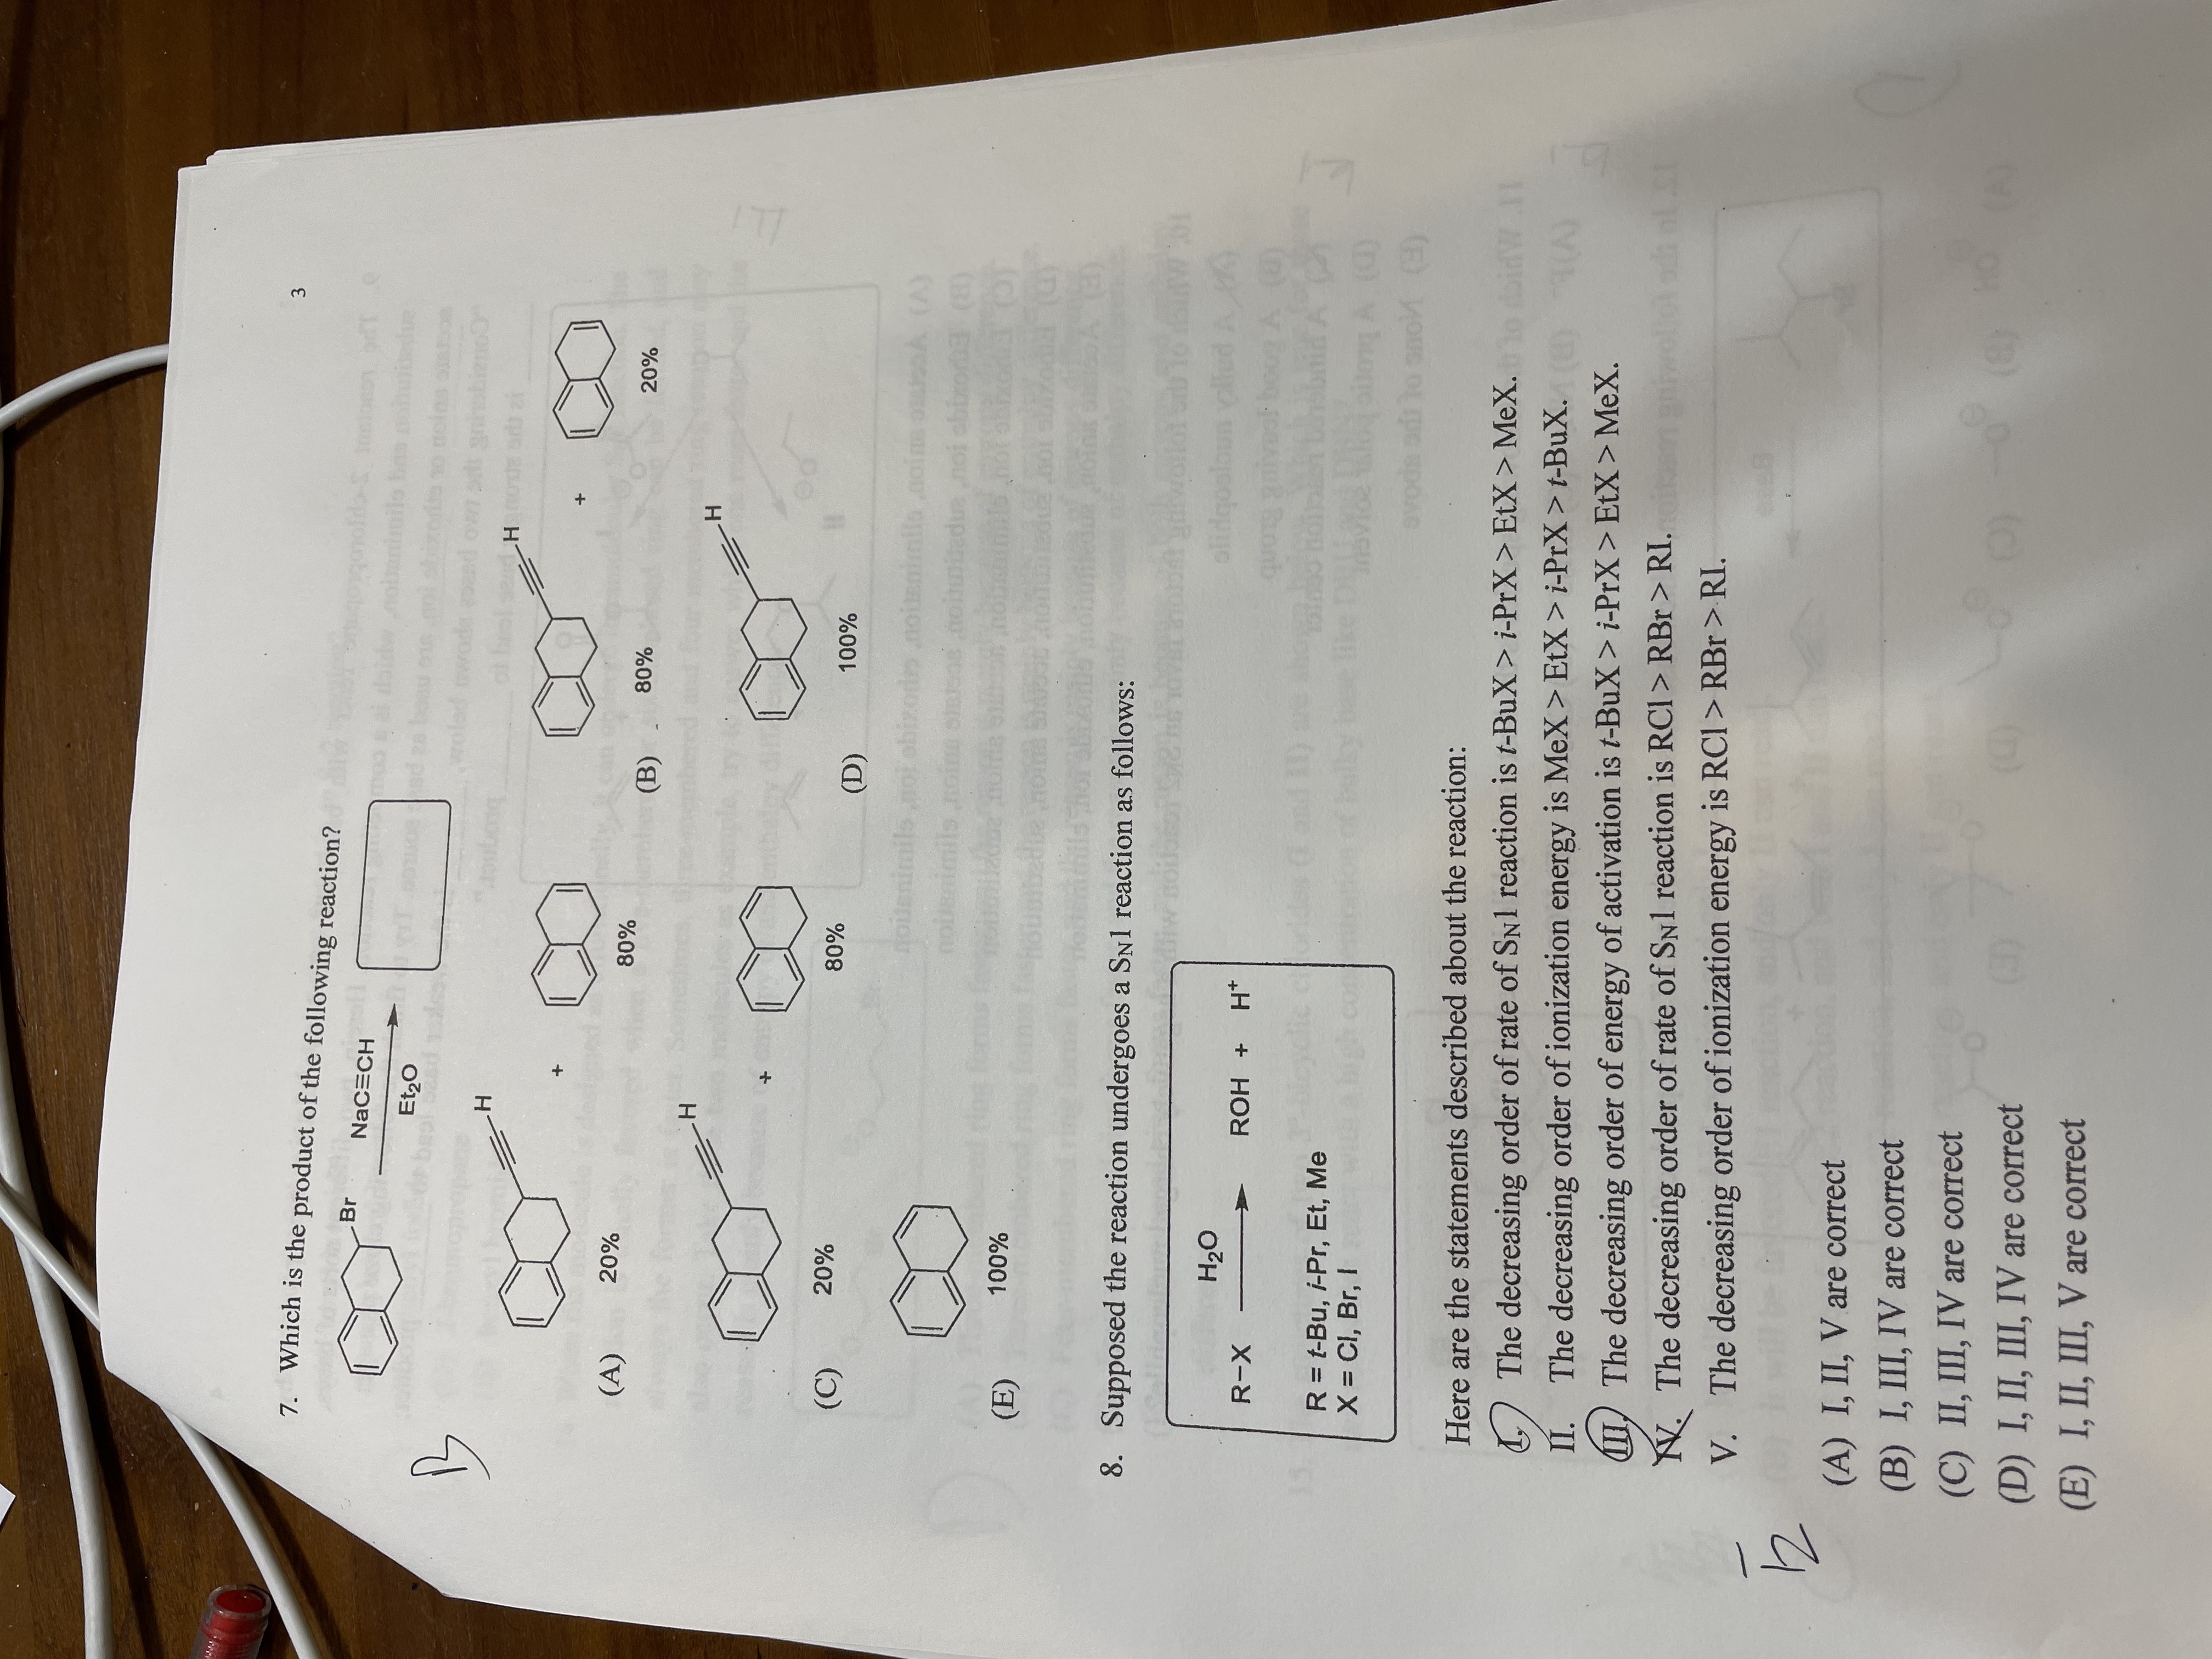 3
7. Which is the product of the following reaction?
Br
NaC≡CH
Et₂O
B
H
+
(A) 20% 80%
H
+
(B) 80% 20%
H
+
(C) 20% 80%
H
(D) 100%
(E) 100%
8. Supposed the reaction undergoes a SN1 reaction as follows:
H₂O
R–X ROH + H⁺
R = t-Bu, i-Pr, Et, Me
X = Cl, Br, I
Here are the statements described about the reaction:
I. The decreasing order of rate of SN1 reaction is t-BuX > i-PrX > EtX > MeX.
II. The decreasing order of ionization energy is MeX > EtX > i-PrX > t-BuX.
III. The decreasing order of energy of activation is t-BuX > i-PrX > EtX > MeX.
IV. The decreasing order of rate of SN1 reaction is RCl > RBr > RI.
V. The decreasing order of ionization energy is RCl > RBr > RI.
(A) I, II, V are correct
(B) I, III, IV are correct
(C) II, III, IV are correct
(D) I, II, III, IV are correct
(E) I, II, III, V are correct